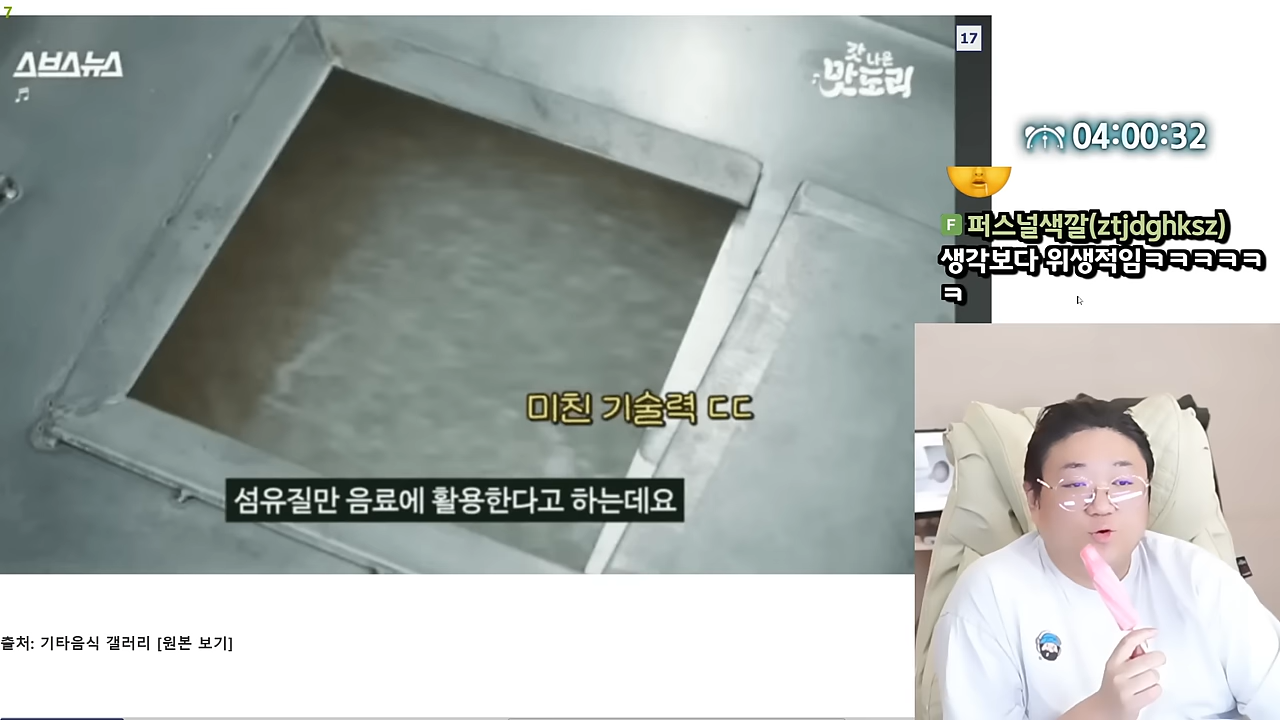 7
스브스뉴스
갓 나온
맛도리
17
04:00:32
F 퍼스널색깔(ztjdghksz)
생각보다 위생적임ㅋㅋㅋㅋㅋ
ㅋ
미친 기술력 ㄷㄷ
섬유질만 음료에 활용한다고 하는데요
출처: 기타음식 갤러리 [원본 보기]